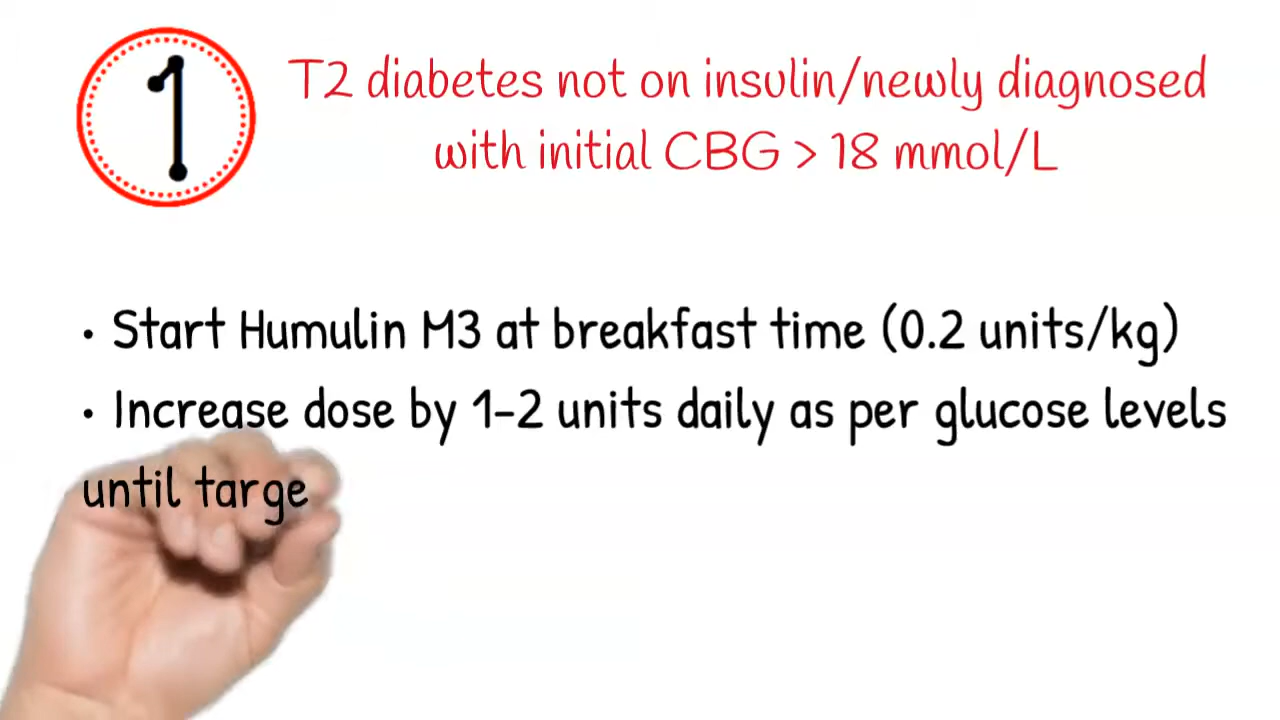 1
T2 diabetes not on insulin/newly diagnosed
with initial CBG > 18 mmol/L
• Start Humulin M3 at breakfast time (0.2 units/kg)
• Increase dose by 1-2 units daily as per glucose levels
until targe